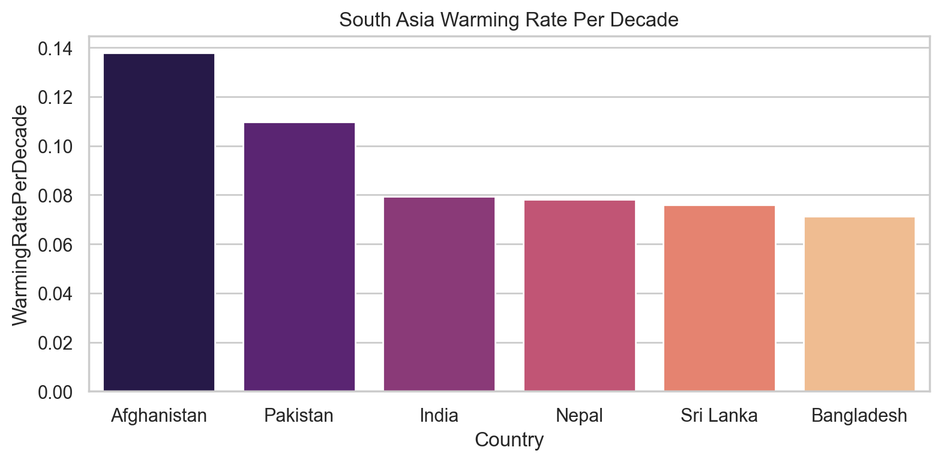 South Asia Warming Rate Per Decade
WarmingRatePerDecade
0.14
0.12
0.10
0.08
0.06
0.04
0.02
0.00
Afghanistan Pakistan India Nepal Sri Lanka Bangladesh
Country